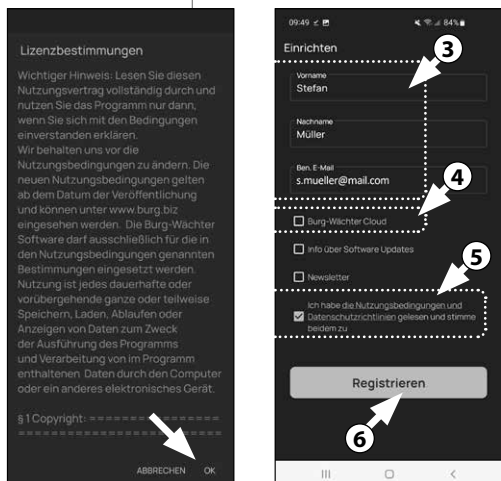 Lizenzbestimmungen
Wichtiger Hinweis: Lesen Sie diesen
Nutzungsvertrag vollständig durch und
nutzen Sie das Programm nur dann,
wenn Sie sich mit den Bedingungen
einverstanden erklären.
Wir behalten uns vor die
Nutzungsbedingungen zu ändern. Die
neuen Nutzungsbedingungen gelten
ab dem Datum der Veröffentlichung
und können unter www.burg.biz
eingesehen werden. Die Burg-Wächter
Software darf ausschließlich für die in
den Nutzungsbedingungen genannten
Bestimmungen eingesetzt werden.
Nutzung ist jedes dauerhafte oder
vorübergehende ganze oder teilweise
Speichern, Laden, Ablaufen oder
Anzeigen von Daten zum Zweck
der Ausführung des Programms
und Verarbeitung von im Programm
enthaltenen Daten durch den Computer
oder ein anderes elektronisches Gerät.
§ 1 Copyright: = = = = = = = = = = = = = = = =
= = = = = = = = = = = = = = = = = = = = = = = =
ABBRECHEN OK
09:49 84%
Einrichten
3
Vorname
Stefan
Nachname
Müller
Ben. E-Mail
s.mueller@mail.com
4
Burg-Wächter Cloud
Info über Software Updates
5
Newsletter
Ich habe die Nutzungsbedingungen und
Datenschutzrichtlinien gelesen und stimme
beidem zu
Registrieren
6